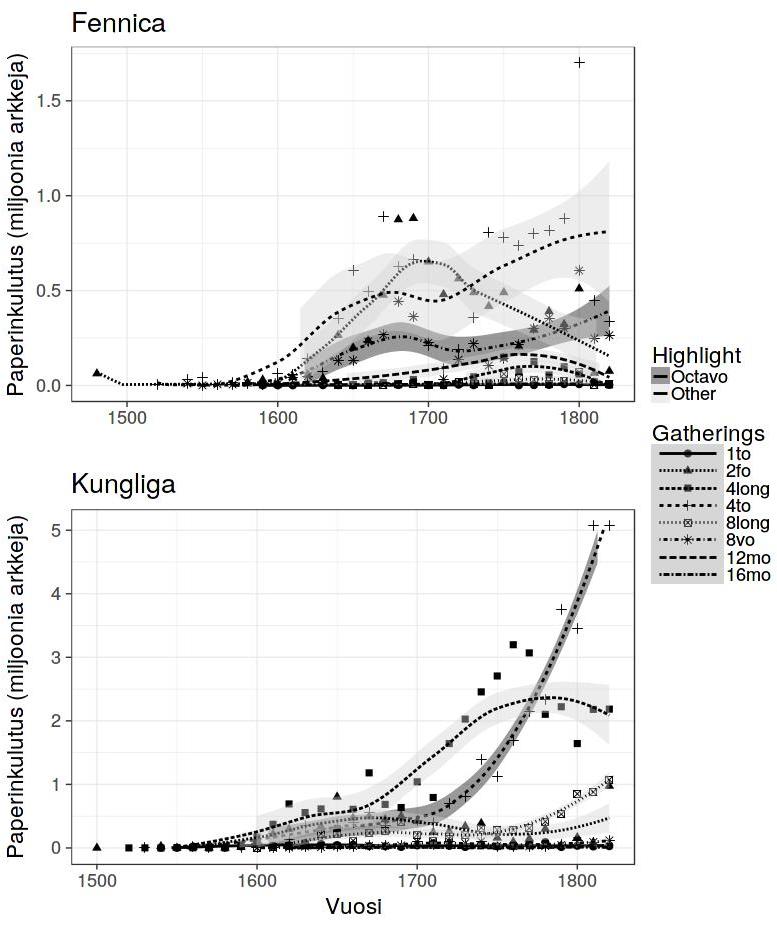 Fennica
Paperinkulutus (miljoonia arkkeja)
1.5
1.0
0.5
0.0
1500 1600 1700 1800
Highlight
Octavo
Other
Gatherings
1to
2fo
4long
4to
8long
8vo
12mo
16mo
Kungliga
Paperinkulutus (miljoonia arkkeja)
5
4
3
2
1
0
1500 1600 1700 1800
Vuosi